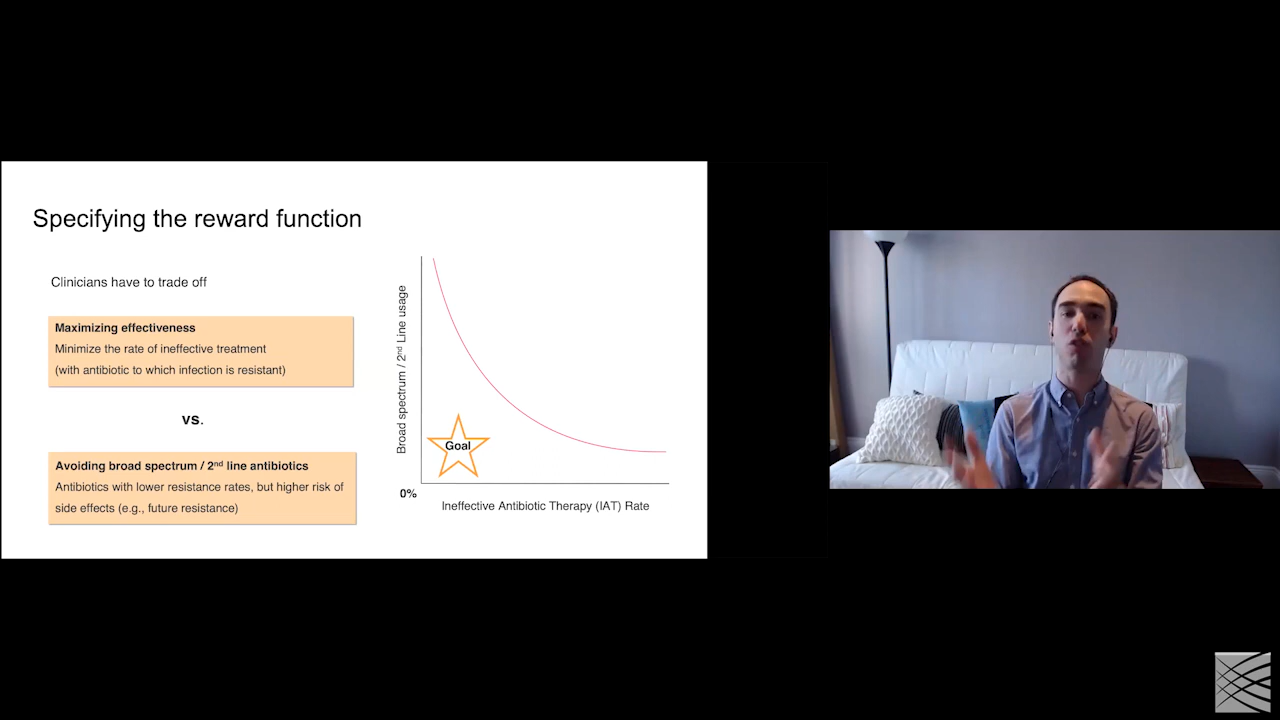 Specifying the reward function
Clinicians have to trade off
Maximizing effectiveness
Minimize the rate of ineffective treatment
(with antibiotic to which infection is resistant)
vs.
Avoiding broad spectrum / 2nd line antibiotics
Antibiotics with lower resistance rates, but higher risk of
side effects (e.g., future resistance)
Broad spectrum / 2nd Line usage
Goal
0%
Ineffective Antibiotic Therapy (IAT) Rate